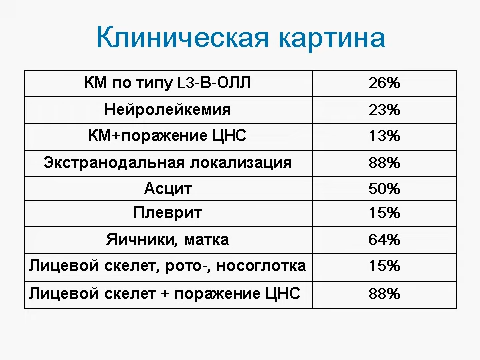 Клиническая картина
КМ по типу L3-В-ОЛЛ 26%
Нейролейкемия 23%
КМ+поражение ЦНС 13%
Экстранодальная локализация 88%
Асцит 50%
Плеврит 15%
Яичники, матка 64%
Лицевой скелет, рото-, носоглотка 15%
Лицевой скелет + поражение ЦНС 88%